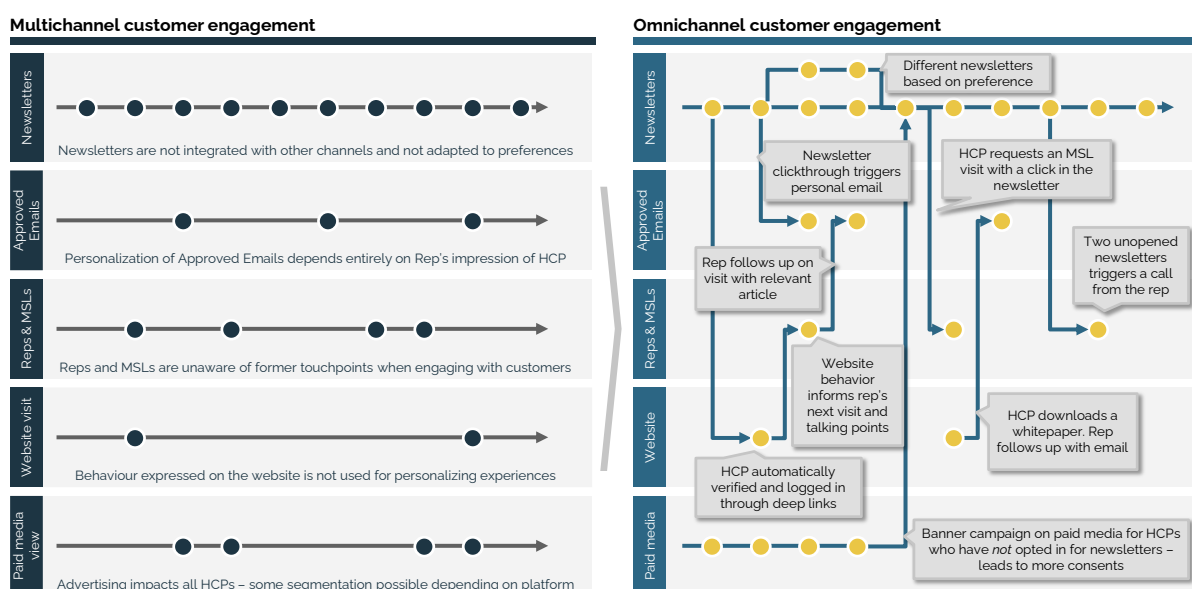 Multichannel customer engagement
Newsletters
Newsletters are not integrated with other channels and not adapted to preferences
Approved
Emails
Personalization of Approved Emails depends entirely on Rep's impression of HCP
Reps & MSLs
Reps and MSLs are unaware of former touchpoints when engaging with customers
Website visit
Behaviour expressed on the website is not used for personalizing experiences
Paid media
view
Advertising impacts all HCPs – some segmentation possible depending on platform
Omnichannel customer engagement
Newsletters
Different newsletters
based on preference
Newsletter
clickthrough triggers
personal email
HCP requests an MSL
visit with a click in the
newsletter
Approved
Emails
Rep follows up on
visit with relevant
article
Two unopened
newsletters
triggers a call
from the rep
Reps & MSLs
Website
behavior
informs rep's
next visit and
talking points
Website
HCP downloads a
whitepaper. Rep
follows up with email
HCP automatically
verified and logged in
through deep links
Paid media
Banner campaign on paid media for HCPs
who have not opted in for newsletters –
leads to more consents